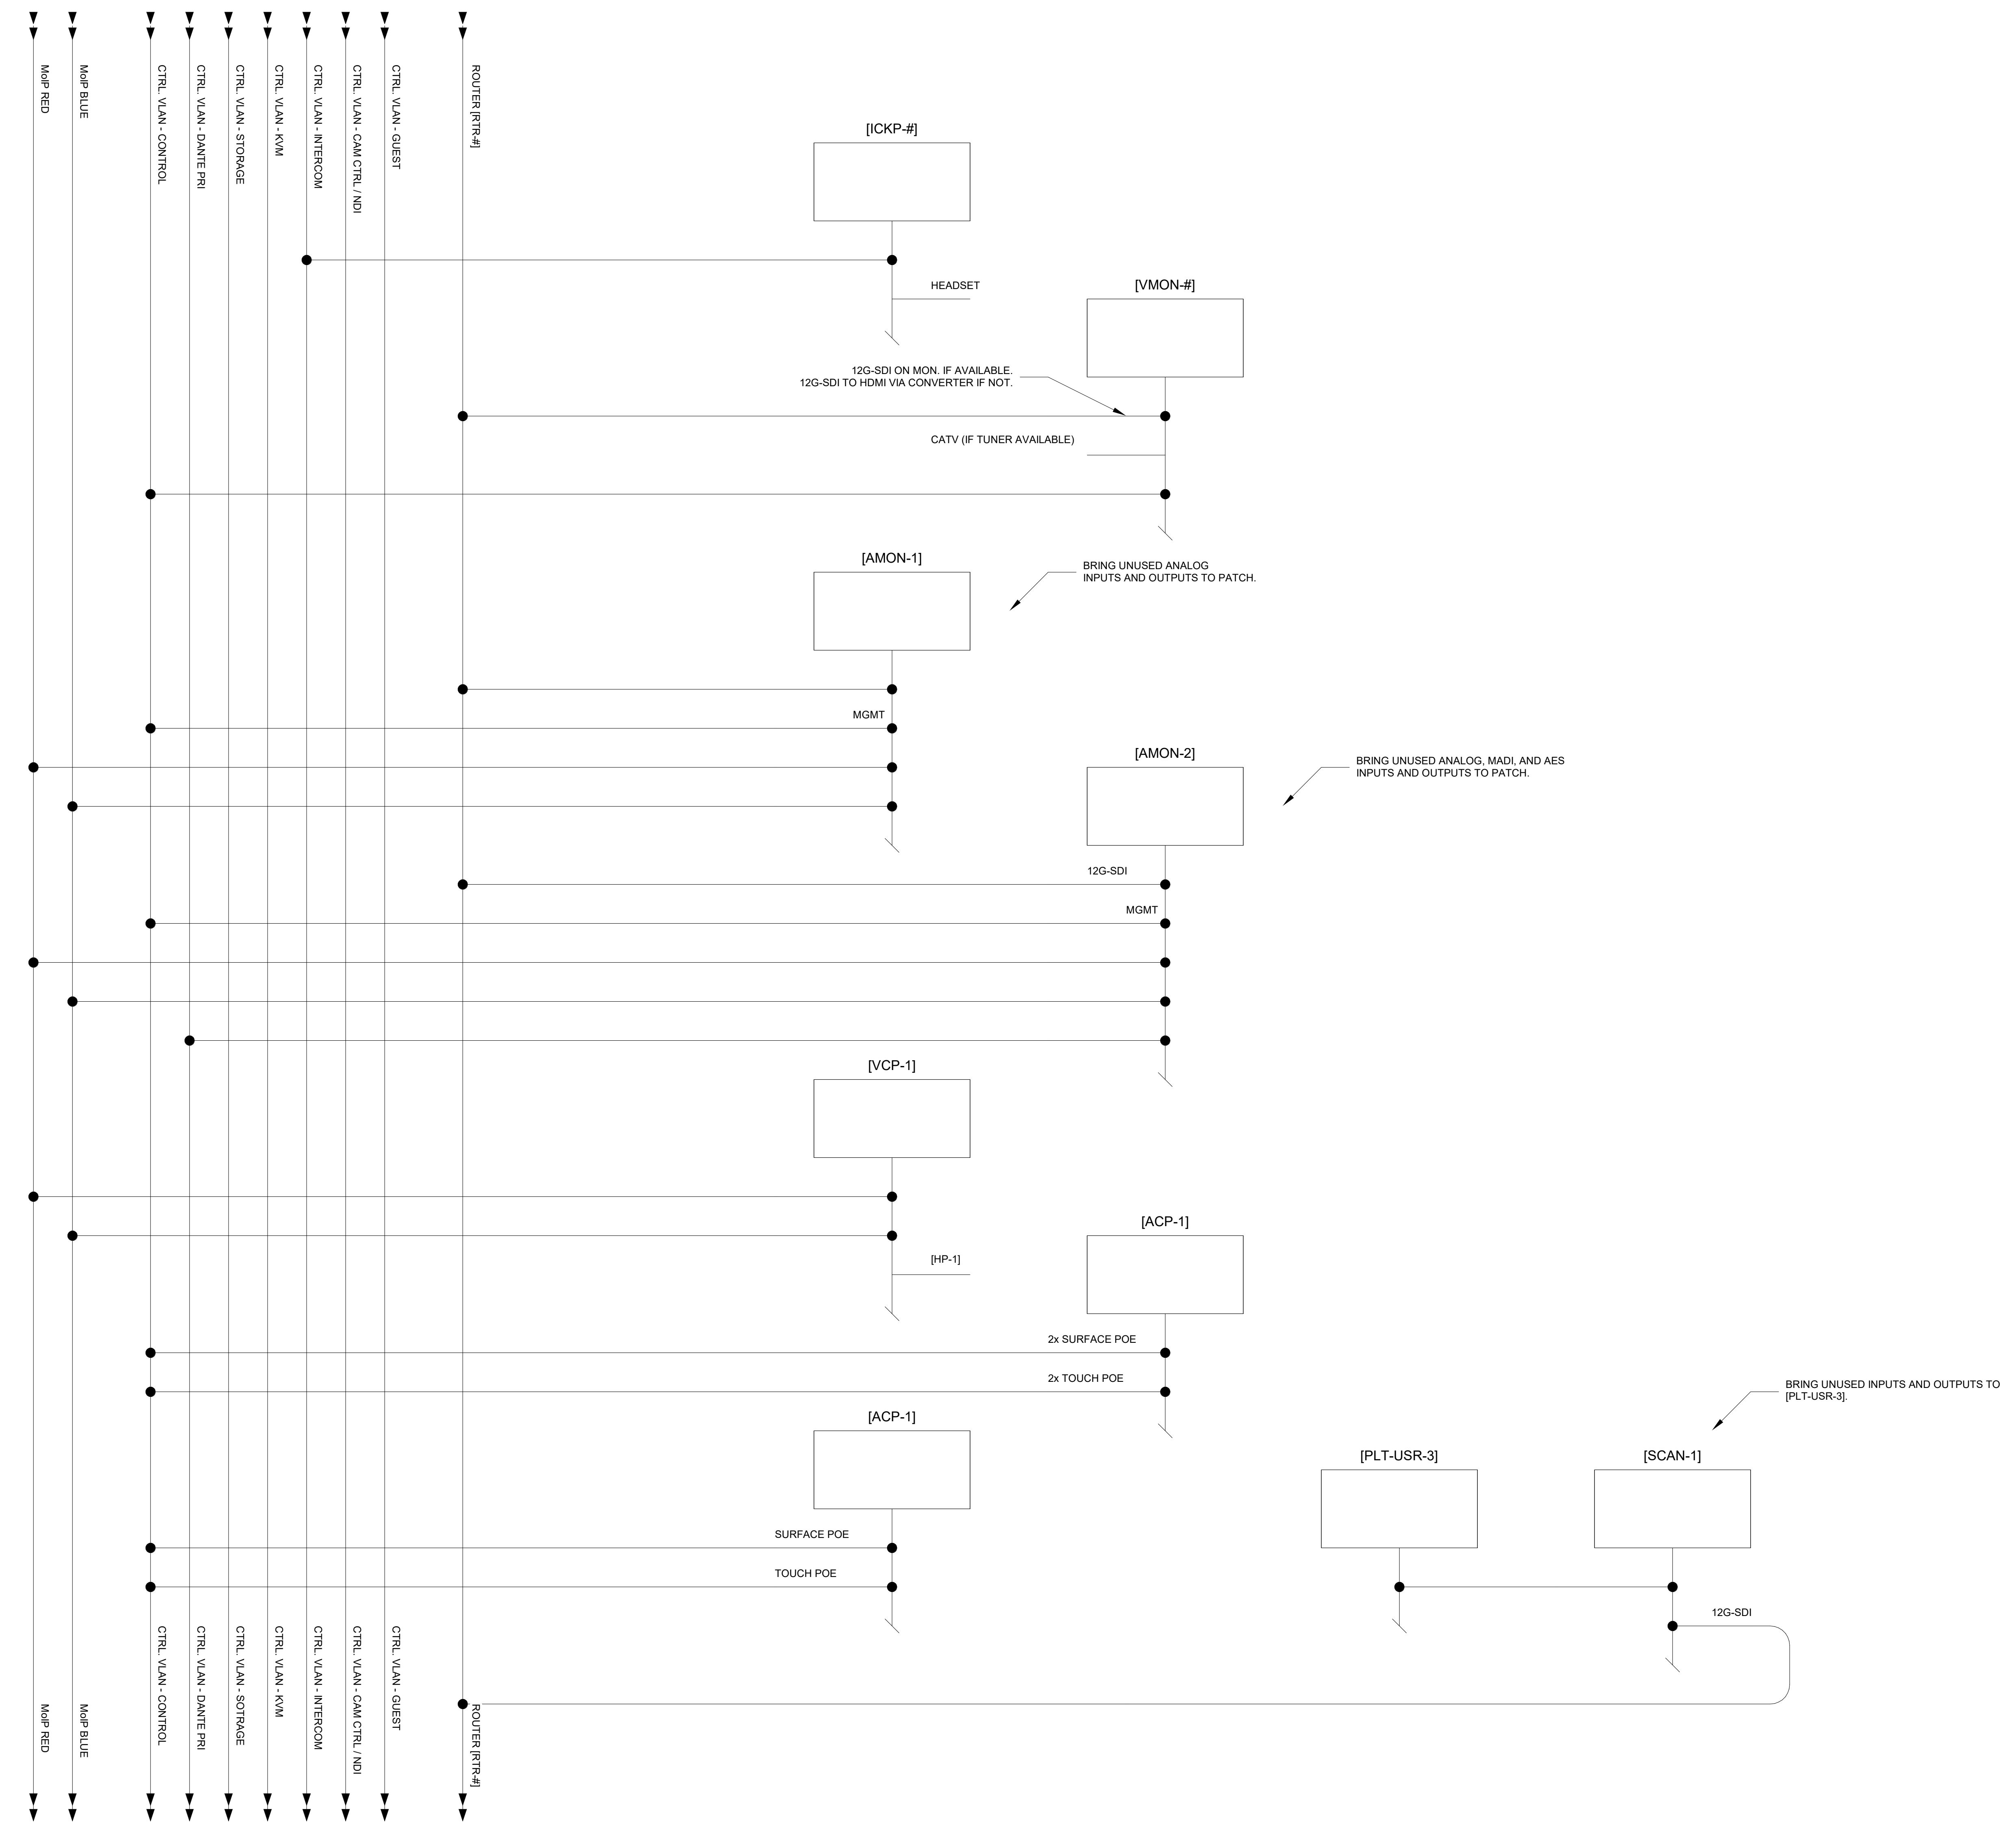 MoIP RED
MoIP BLUE
CTRL. VLAN - CONTROL
CTRL. VLAN - DANTE PRI
CTRL. VLAN - STORAGE
CTRL. VLAN - KVM
CTRL. VLAN - INTERCOM
CTRL. VLAN - CAM CTRL / NDI
CTRL. VLAN - GUEST
ROUTER [RTR-#]
[ICKP-#]
HEADSET
[VMON-#]
12G-SDI ON MON. IF AVAILABLE.
12G-SDI TO HDMI VIA CONVERTER IF NOT.
CATV (IF TUNER AVAILABLE)
[AMON-1]
BRING UNUSED ANALOG
INPUTS AND OUTPUTS TO PATCH.
MGMT
[AMON-2]
BRING UNUSED ANALOG, MADI, AND AES
INPUTS AND OUTPUTS TO PATCH.
12G-SDI
MGMT
[VCP-1]
[HP-1]
[ACP-1]
2x SURFACE POE
2x TOUCH POE
[ACP-1]
SURFACE POE
TOUCH POE
BRING UNUSED INPUTS AND OUTPUTS TO
[PLT-USR-3].
[PLT-USR-3]
[SCAN-1]
12G-SDI
MoIP RED
MoIP BLUE
CTRL. VLAN - CONTROL
CTRL. VLAN - DANTE PRI
CTRL. VLAN - SOTRAGE
CTRL. VLAN - KVM
CTRL. VLAN - INTERCOM
CTRL. VLAN - CAM CTRL / NDI
CTRL. VLAN - GUEST
ROUTER [RTR-#]